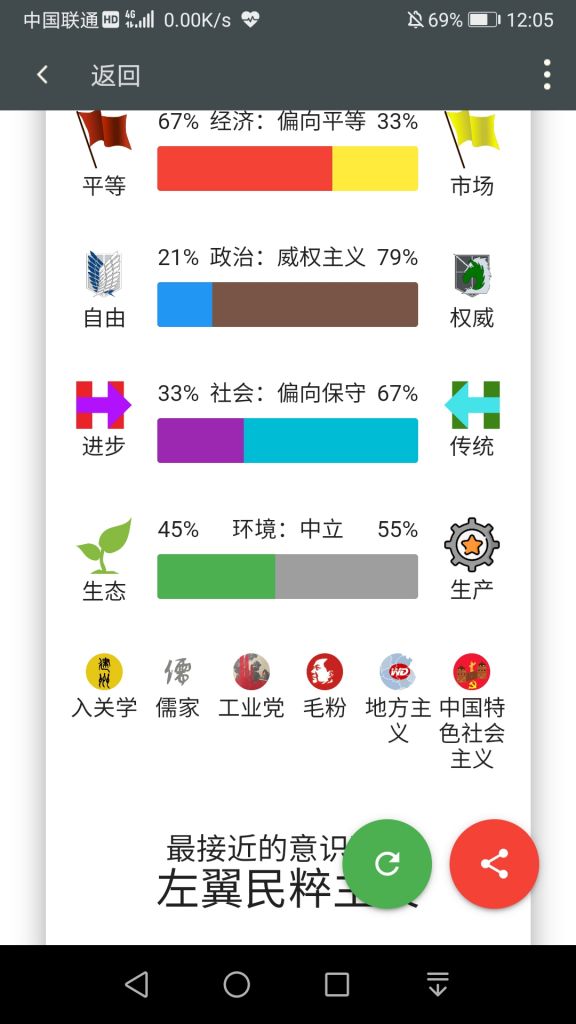 中国联通 HD 4G 0.00K/s 69% 12:05
返回
67% 经济：偏向平等 33%
平等 市场
21% 政治：威权主义 79%
自由 权威
33% 社会：偏向保守 67%
进步 传统
45% 环境：中立 55%
生态 生产
儒 WD
入关学 儒家 工业党 毛粉 地方主义 中国特色社会主义
最接近的意识
左翼民粹主